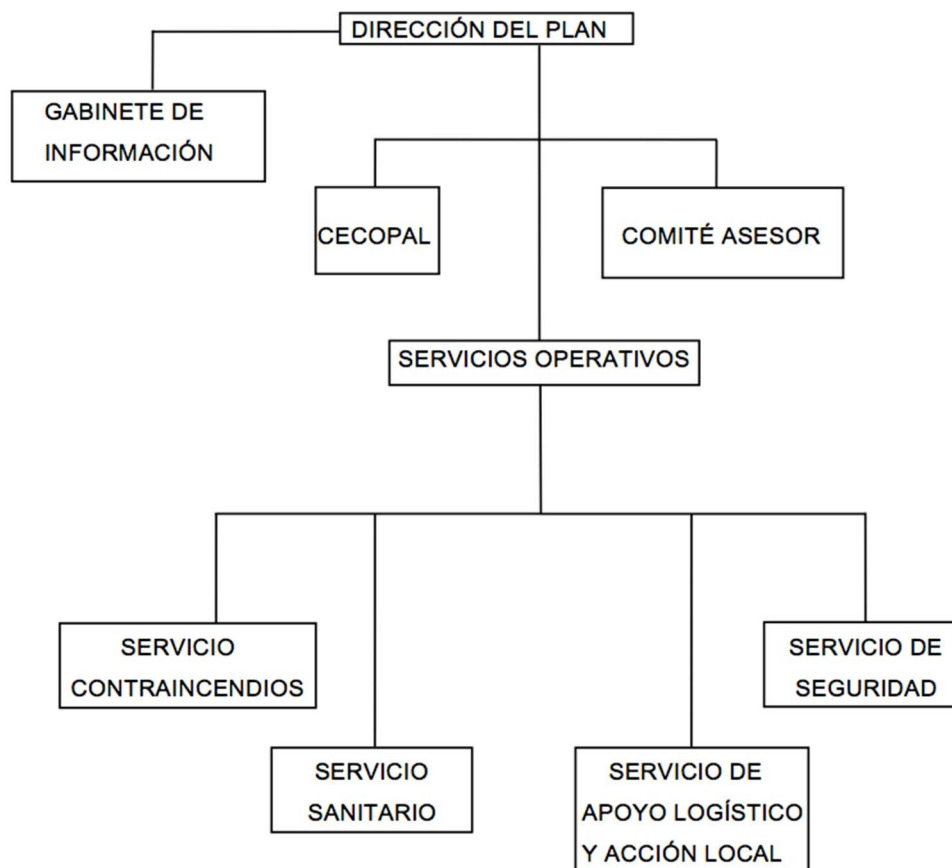 DIRECCIÓN DEL PLAN
GABINETE DE
INFORMACIÓN
CECOPAL
COMITÉ ASESOR
SERVICIOS OPERATIVOS
SERVICIO
CONTRAINCENDIOS
SERVICIO DE
SEGURIDAD
SERVICIO
SANITARIO
SERVICIO DE
APOYO LOGÍSTICO
Y ACCIÓN LOCAL